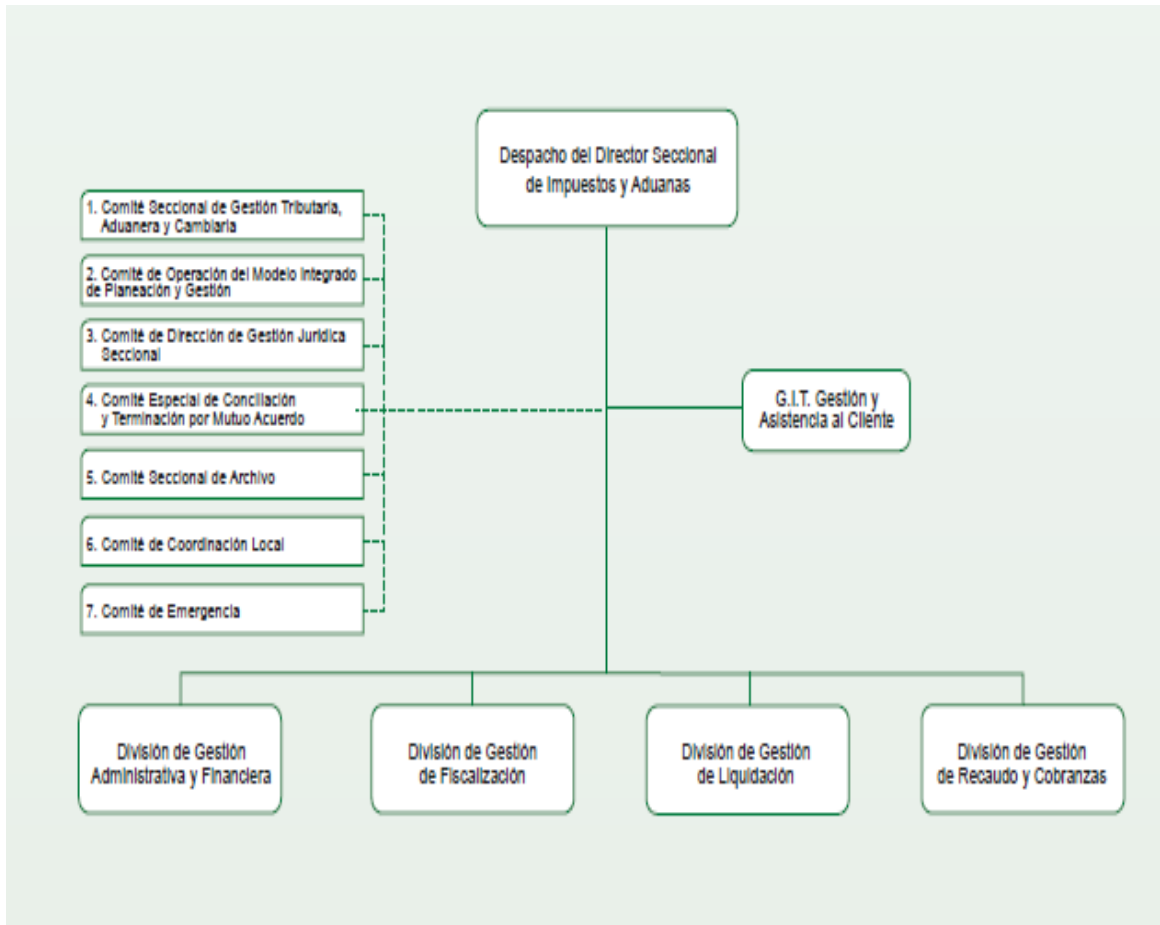 Despacho del Director Seccional
de Impuestos y Aduanas
1. Comité Seccional de Gestión Tributaria,
Aduanera y Cambiaria
2. Comité de Operación del Modelo Integrado
de Planeación y Gestión
3. Comité de Dirección de Gestión Jurídica
Seccional
4. Comité Especial de Conciliación
y Terminación por Mutuo Acuerdo
5. Comité Seccional de Archivo
6. Comité de Coordinación Local
7. Comité de Emergencia
G.I.T. Gestión y
Asistencia al Cliente
División de Gestión
Administrativa y Financiera
División de Gestión
de Fiscalización
División de Gestión
de Liquidación
División de Gestión
de Recaudo y Cobranzas